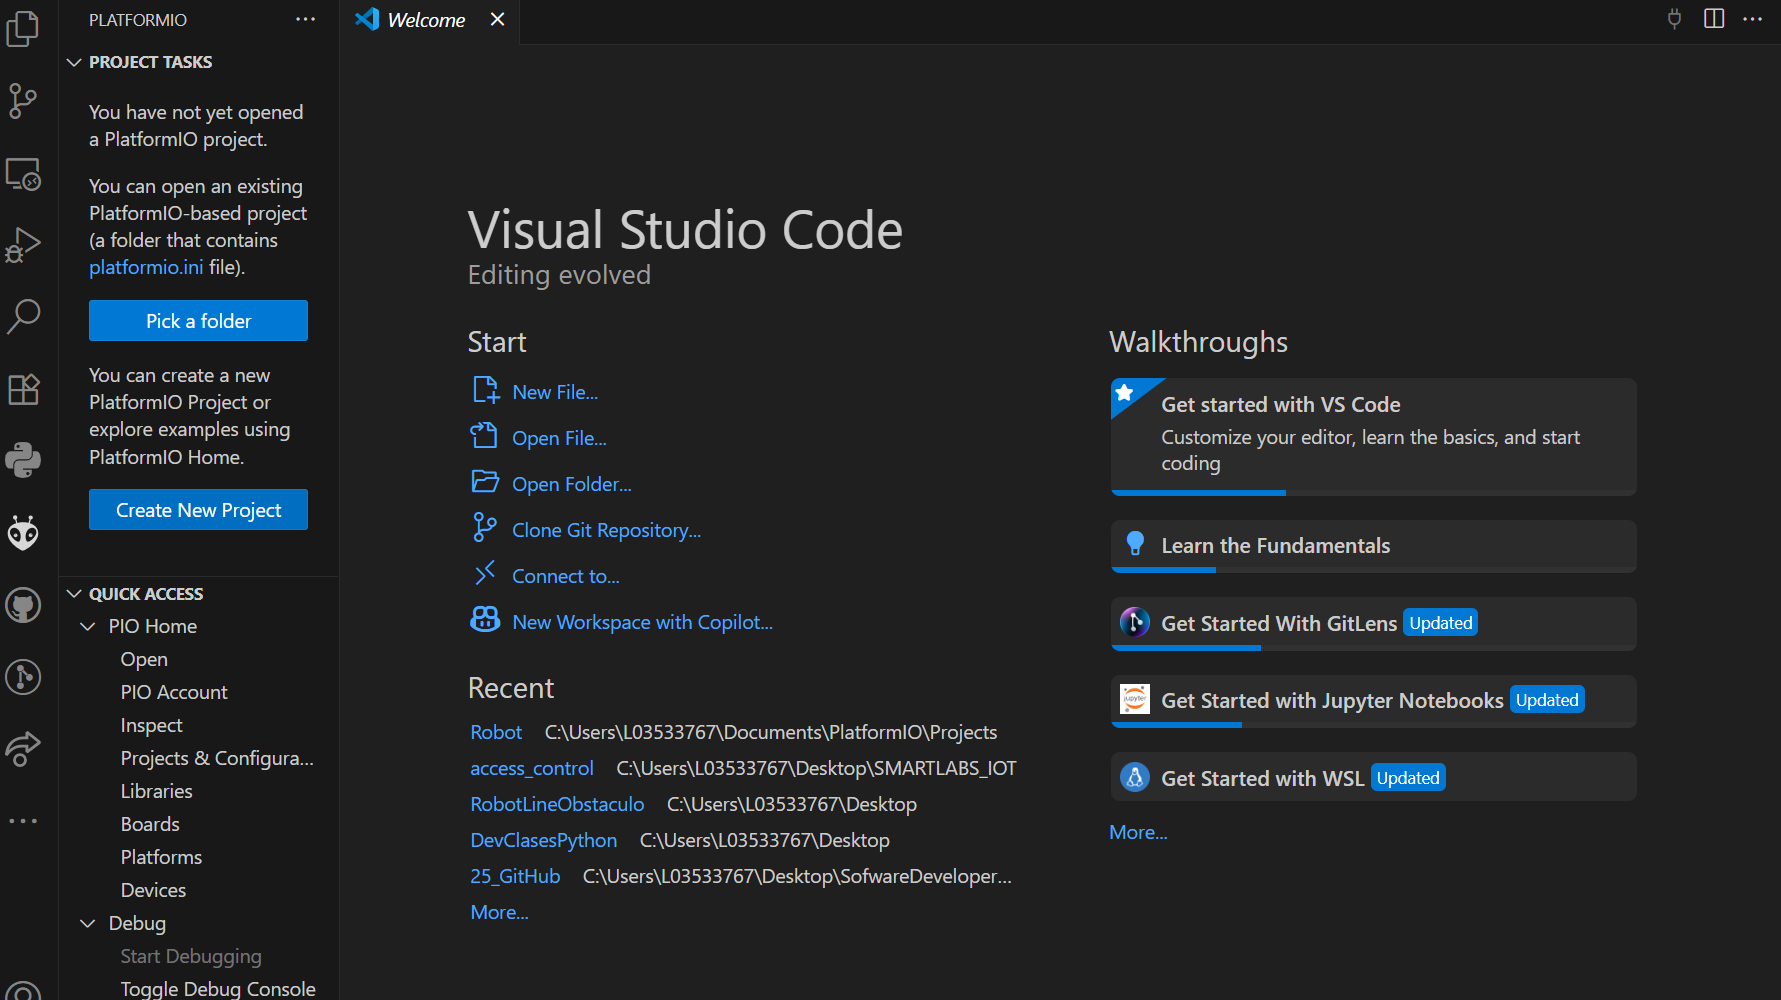 PLATFORMIO
PROJECT TASKS
You have not yet opened
a PlatformIO project.
You can open an existing
PlatformIO-based project
(a folder that contains
platformio.ini file).
Pick a folder
You can create a new
PlatformIO Project or
explore examples using
PlatformIO Home.
Create New Project
QUICK ACCESS
PIO Home
Open
PIO Account
Inspect
Projects & Configura...
Libraries
Boards
Platforms
Devices
Debug
Start Debugging
Toggle Debug Console
Welcome
Visual Studio Code
Editing evolved
Start
New File...
Open File...
Open Folder...
Clone Git Repository...
Connect to...
New Workspace with Copilot...
Recent
Robot C:\Users\L03533767\Documents\PlatformIO\Projects
access_control C:\Users\L03533767\Desktop\SMARTLABS_IOT
RobotLineObstaculo C:\Users\L03533767\Desktop
DevClasesPython C:\Users\L03533767\Desktop
25_GitHub C:\Users\L03533767\Desktop\SofwareDeveloper...
More...
Walkthroughs
Get started with VS Code
Customize your editor, learn the basics, and start
coding
Learn the Fundamentals
Get Started With GitLens Updated
jupyter
Get Started with Jupyter Notebooks Updated
Get Started with WSL Updated
More...